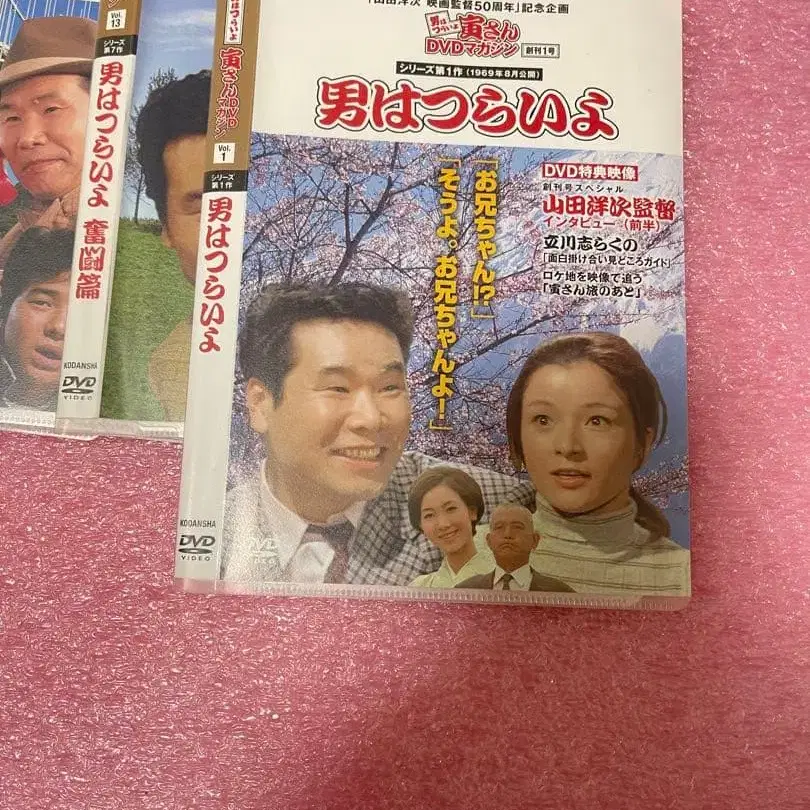 Vol.
13
シリーズ
第7作
男はつらいよ 奮闘篇
KODANSHA
DVD
VIDEO
男はつらいよ
寅さんDVDマガジン
Vol.
1
シリーズ
第1作
男はつらいよ
KODANSHA
DVD
VIDEO
「山田洋次 映画監督50周年」記念企画
男はつらいよ
寅さん
DVDマガジン 創刊1号
シリーズ第1作(1969年8月公開)
男はつらいよ
「お兄ちゃん!?」
「そうよ。お兄ちゃんよ!」
DVD特典映像
創刊号スペシャル
山田洋次監督
インタビュー(前半)
立川志らくの
「面白掛け合い見どころガイド」
ロケ地を映像で追う
「寅さん旅のあと」
DVD
VIDEO